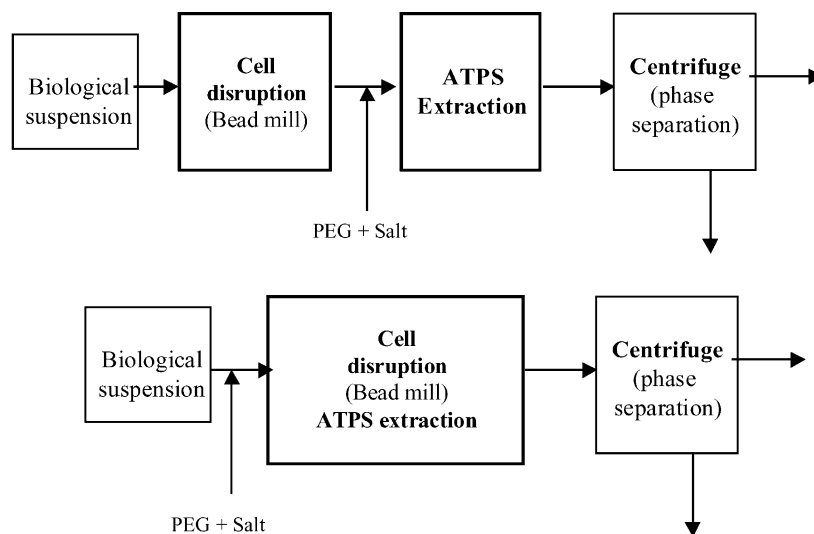 Biological
suspension
Cell
disruption
(Bead mill)
ATPS
Extraction
Centrifuge
(phase
separation)
PEG + Salt
Biological
suspension
Cell
disruption
(Bead mill)
ATPS extraction
Centrifuge
(phase
separation)
PEG + Salt